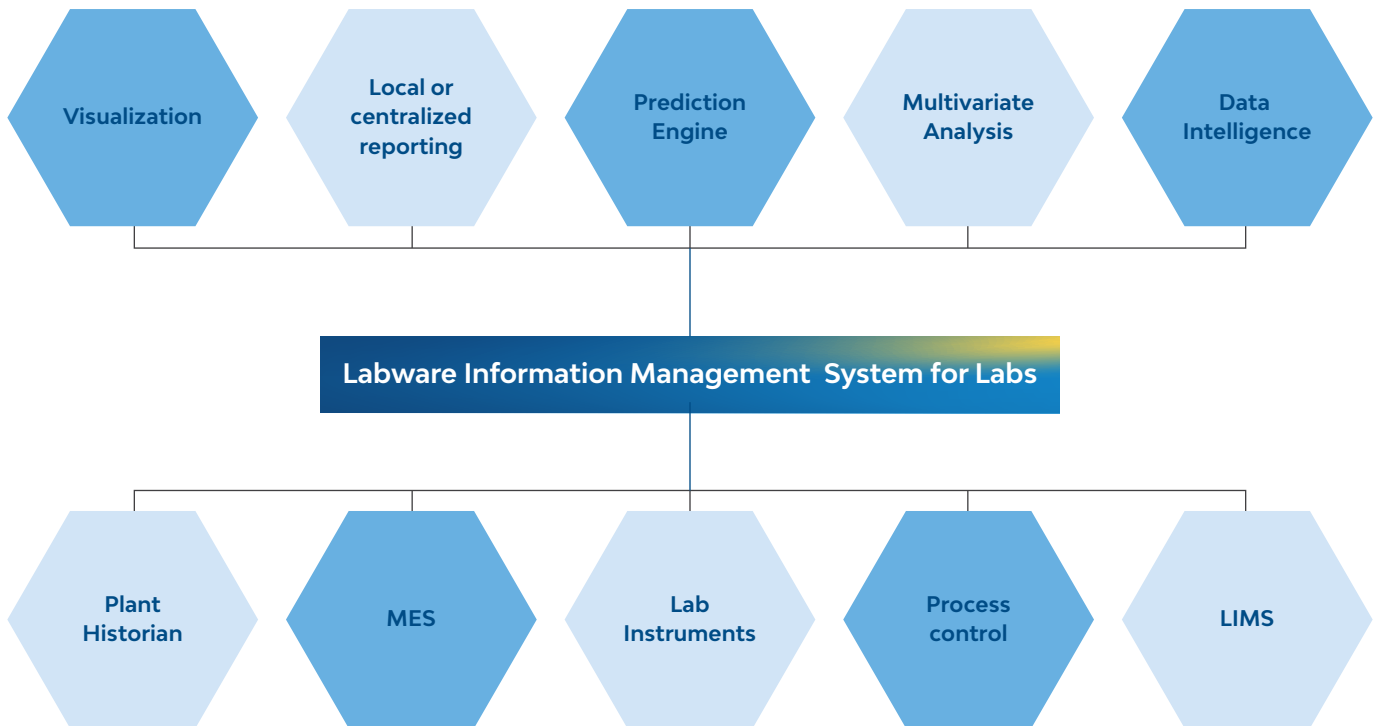 Visualization
Local or
centralized
reporting
Prediction
Engine
Multivariate
Analysis
Data
Intelligence
Labware Information Management  System for Labs
Plant
Historian
MES
Lab
Instruments
Process
control
LIMS